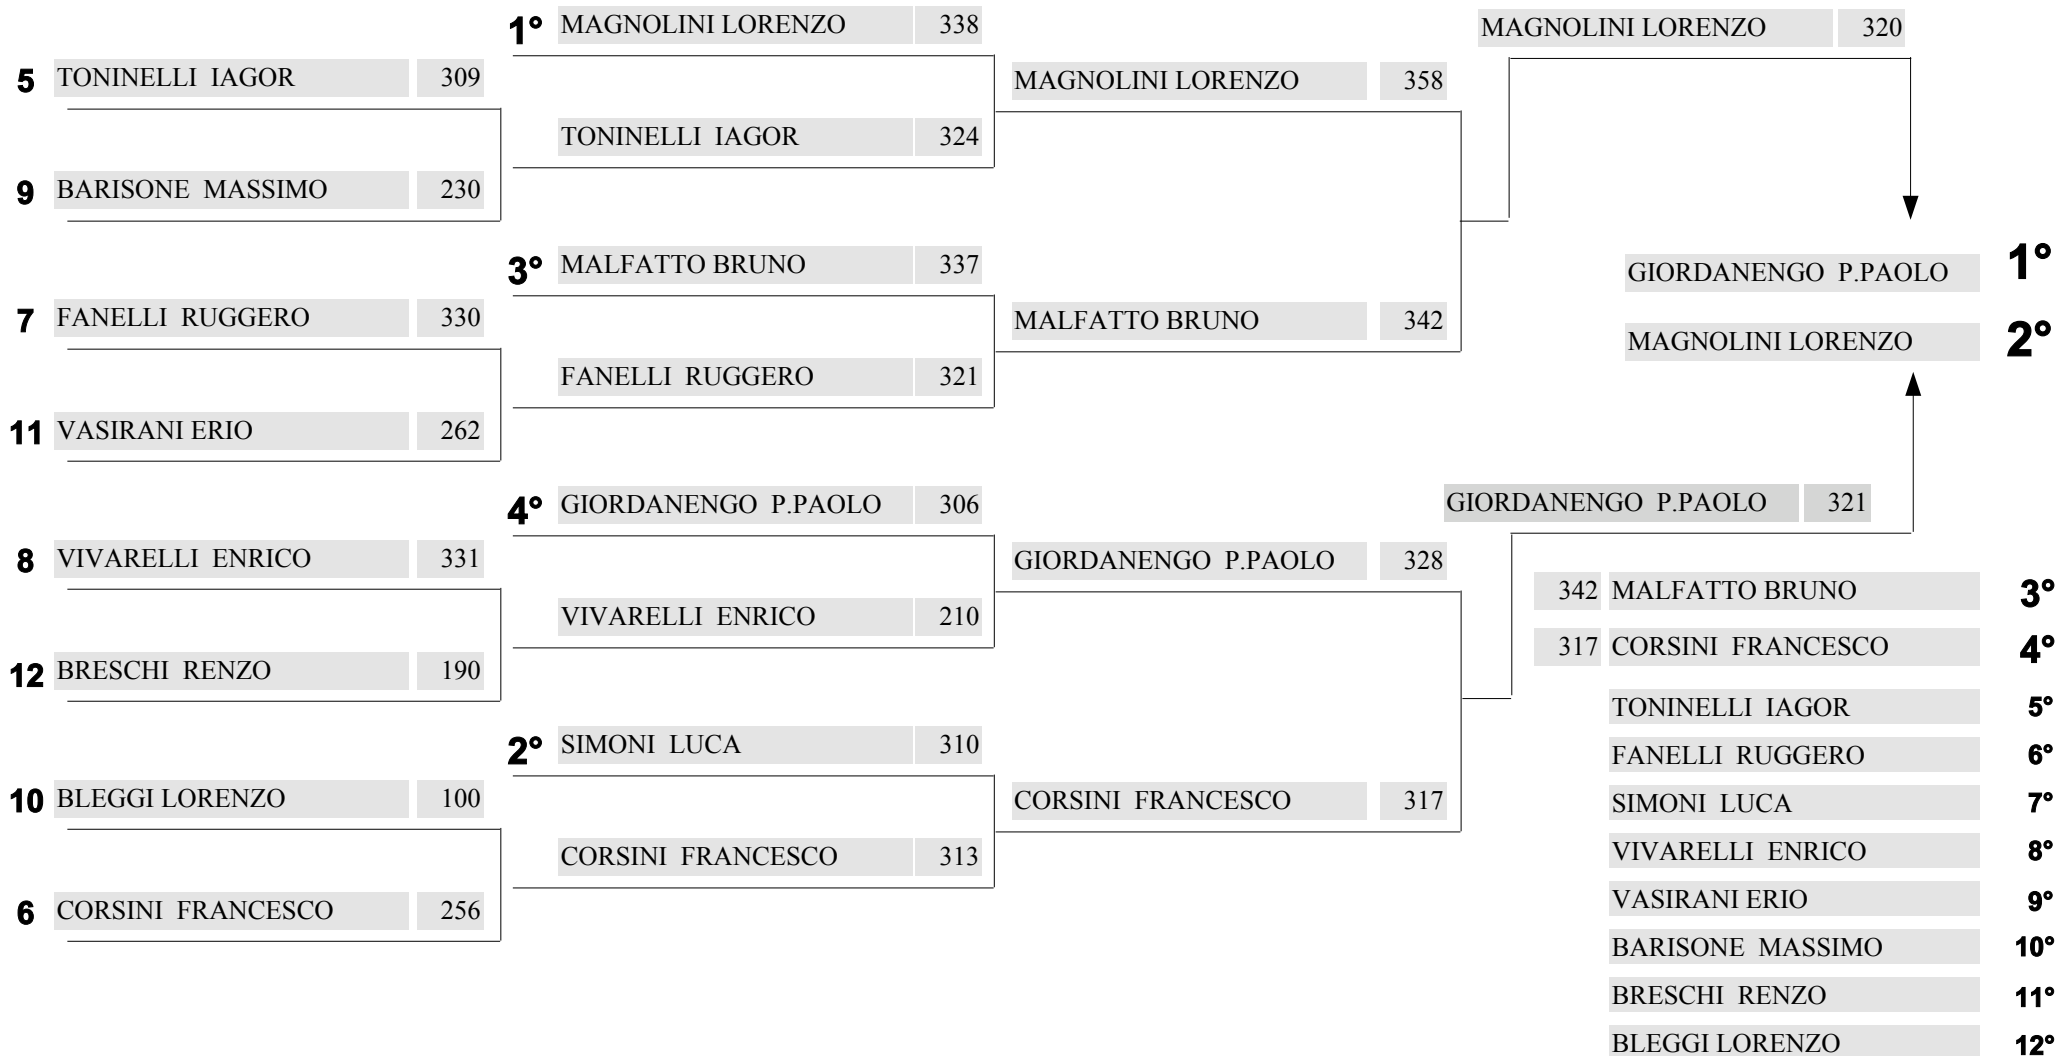 5 TONINELLI IAGOR 309
9 BARISONE MASSIMO 230
7 FANELLI RUGGERO 330
11 VASIRANI ERIO 262
8 VIVARELLI ENRICO 331
12 BRESCHI RENZO 190
10 BLEGGI LORENZO 100
6 CORSINI FRANCESCO 256
1° MAGNOLINI LORENZO 338
TONINELLI IAGOR 324
3° MALFATTO BRUNO 337
FANELLI RUGGERO 321
4° GIORDANENGO P.PAOLO 306
VIVARELLI ENRICO 210
2° SIMONI LUCA 310
CORSINI FRANCESCO 313
MAGNOLINI LORENZO 358
MALFATTO BRUNO 342
GIORDANENGO P.PAOLO 328
CORSINI FRANCESCO 317
MAGNOLINI LORENZO 320
GIORDANENGO P.PAOLO 321
GIORDANENGO P.PAOLO 1°
MAGNOLINI LORENZO 2°
342 MALFATTO BRUNO 3°
317 CORSINI FRANCESCO 4°
TONINELLI IAGOR 5°
FANELLI RUGGERO 6°
SIMONI LUCA 7°
VIVARELLI ENRICO 8°
VASIRANI ERIO 9°
BARISONE MASSIMO 10°
BRESCHI RENZO 11°
BLEGGI LORENZO 12°